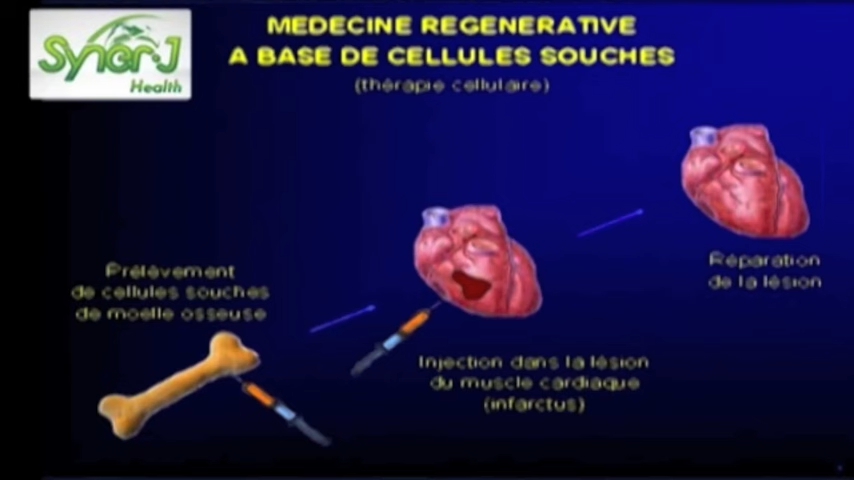 Syner.J
Health
MEDECINE REGENERATIVE
A BASE DE CELLULES SOUCHES
(thérapie cellulaire)
Prélèvement
de cellules souches
de moelle osseuse
Injection dans la lésion
du muscle cardiaque
(infarctus)
Réparation
de la lésion